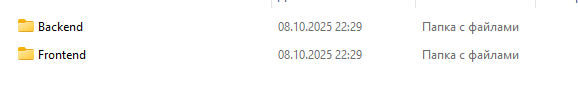 Backend 08.10.2025 22:29 Папка с файлами
Frontend 08.10.2025 22:29 Папка с файлами